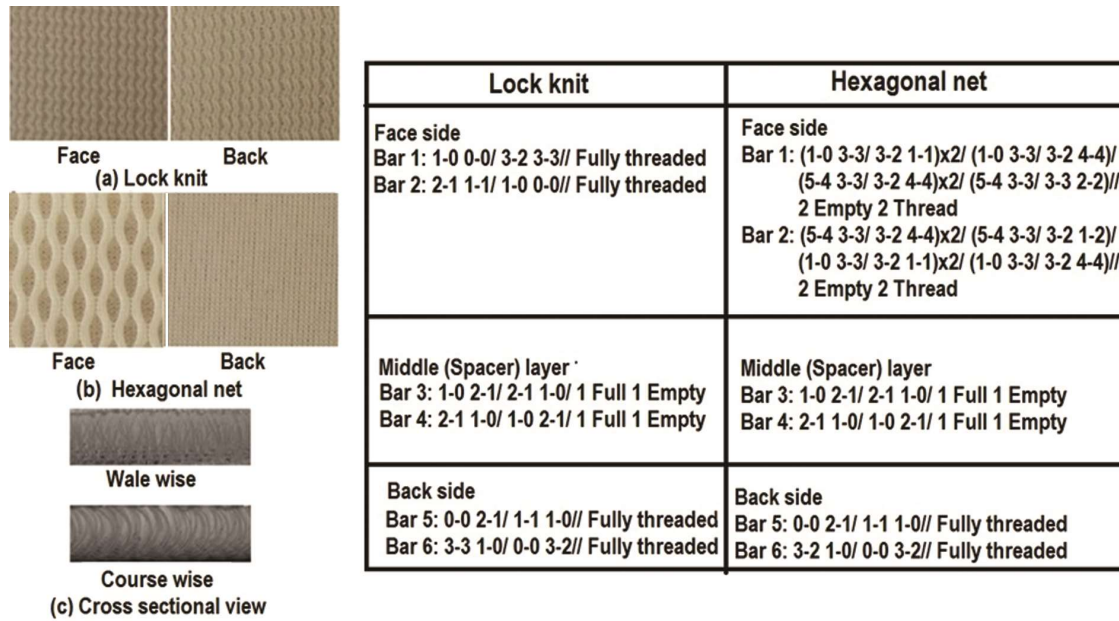 Face Back
(a) Lock knit
Face Back
(b) Hexagonal net
Wale wise
Course wise
(c) Cross sectional view
Lock knit
Hexagonal net
Face side
Bar 1: 1-0 0-0/ 3-2 3-3// Fully threaded
Bar 2: 2-1 1-1/ 1-0 0-0// Fully threaded
Face side
Bar 1: (1-0 3-3/ 3-2 1-1)x2/ (1-0 3-3/ 3-2 4-4)/
(5-4 3-3/ 3-2 4-4)x2/ (5-4 3-3/ 3-3 2-2)//
2 Empty 2 Thread
Bar 2: (5-4 3-3/ 3-2 4-4)x2/ (5-4 3-3/ 3-2 1-2)/
(1-0 3-3/ 3-2 1-1)x2/ (1-0 3-3/ 3-2 4-4)//
2 Empty 2 Thread
Middle (Spacer) layer
Bar 3: 1-0 2-1/ 2-1 1-0/ 1 Full 1 Empty
Bar 4: 2-1 1-0/ 1-0 2-1/ 1 Full 1 Empty
Middle (Spacer) layer
Bar 3: 1-0 2-1/ 2-1 1-0/ 1 Full 1 Empty
Bar 4: 2-1 1-0/ 1-0 2-1/ 1 Full 1 Empty
Back side
Bar 5: 0-0 2-1/ 1-1 1-0// Fully threaded
Bar 6: 3-3 1-0/ 0-0 3-2// Fully threaded
Back side
Bar 5: 0-0 2-1/ 1-1 1-0// Fully threaded
Bar 6: 3-2 1-0/ 0-0 3-2// Fully threaded